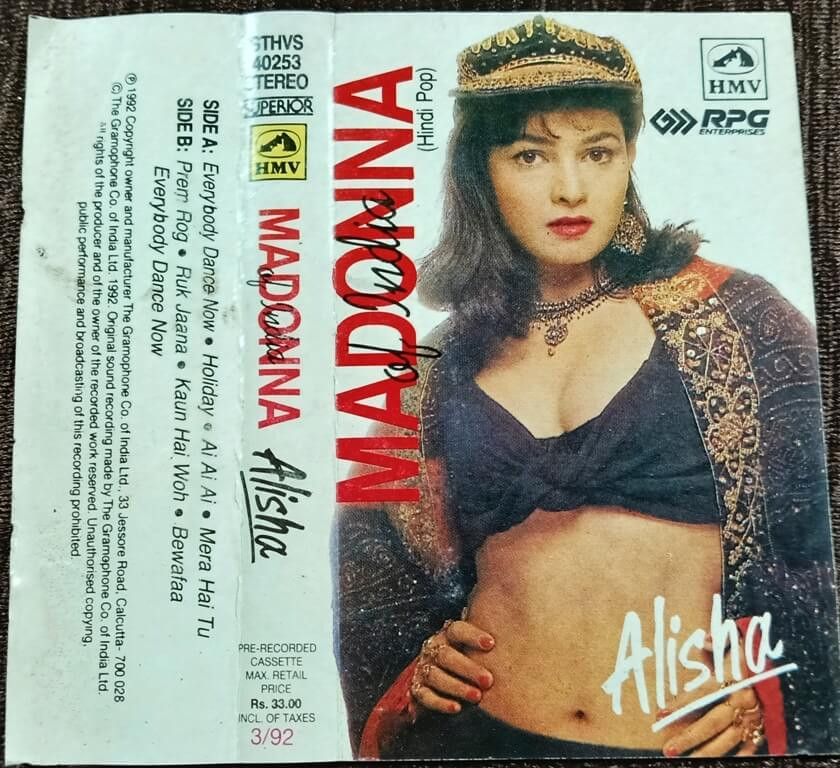 ℗ 1992 Copyright owner and manufacturer The Gramophone Co. of India Ltd., 33 Jessore Road, Calcutta- 700 028
© The Gramophone Co. of India Ltd. 1992. Original sound recording made by The Gramophone Co. of India Ltd.
All rights of the producer and of the owner of the recorded work reserved. Unauthorised copying,
public performance and broadcasting of this recording prohibited.
SIDE A: Everybody Dance Now • Holiday • Ai Ai Ai • Mera Hai Tu
SIDE B: Prem Rog • Ruk Jaana • Kaun Hai Woh • Bewafaa
Everybody Dance Now
STHVS
40253
STEREO
SUPERIOR
HMV
MADONNA
of India
Alisha
PRE-RECORDED
CASSETTE
MAX. RETAIL
PRICE
Rs. 33.00
INCL. OF TAXES
3/92
MADONNA
of India
(Hindi Pop)
HMV
RPG
ENTERPRISES
Alisha